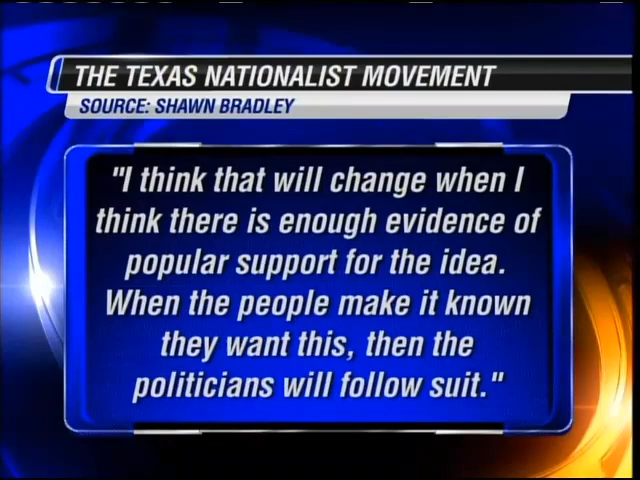 THE TEXAS NATIONALIST MOVEMENT
SOURCE: SHAWN BRADLEY
"I think that will change when I
think there is enough evidence of
popular support for the idea.
When the people make it known
they want this, then the
politicians will follow suit."